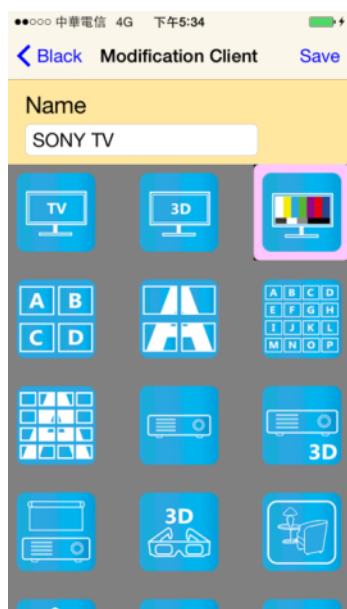 中華電信 4G 下午5:34
Black Modification Client Save
Name
SONY TV
TV
3D
A B
C D
A B C D
E F G H
I J K L
M N O P
3D
3D